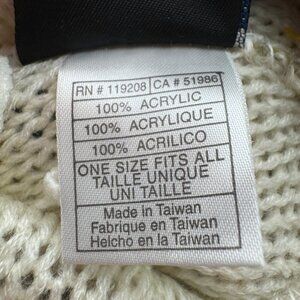 RN # 119208 CA # 51986
100% ACRYLIC
100% ACRYLIQUE
100% ACRILICO
ONE SIZE FITS ALL
TAILLE UNIQUE
UNI TAILLE
Made in Taiwan
Fabrique en Taiwan
Helcho en la Taiwan